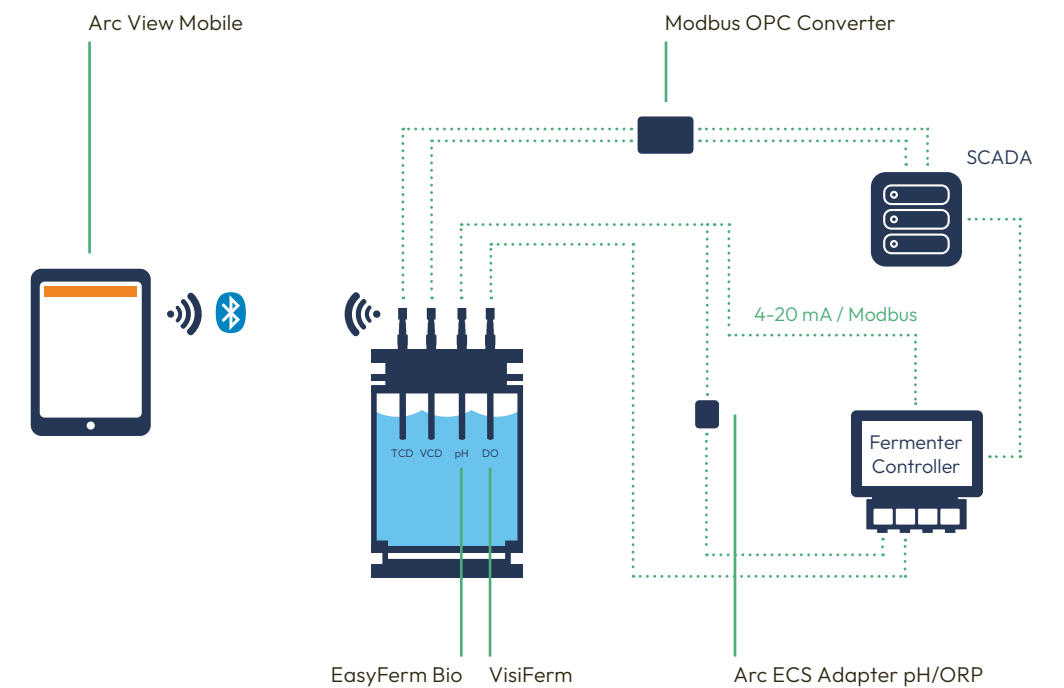 Arc View Mobile
Modbus OPC Converter
SCADA
4-20 mA / Modbus
Fermenter
Controller
TCD VCD pH DO
EasyFerm Bio
VisiFerm
Arc ECS Adapter pH/ORP